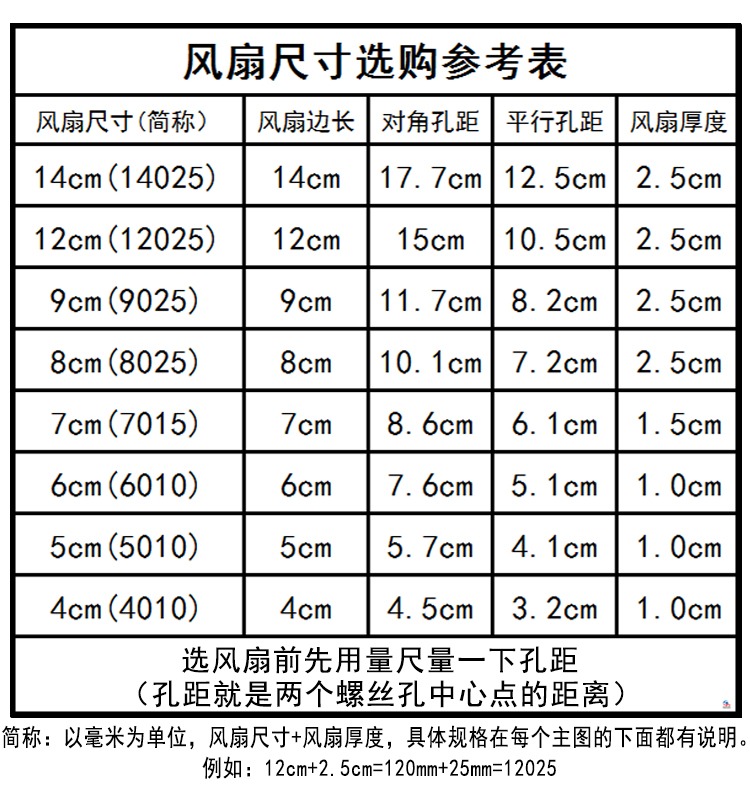 风扇尺寸选购参考表
风扇尺寸(简称) 风扇边长 对角孔距 平行孔距 风扇厚度
14cm(14025) 14cm 17.7cm 12.5cm 2.5cm
12cm(12025) 12cm 15cm 10.5cm 2.5cm
9cm(9025) 9cm 11.7cm 8.2cm 2.5cm
8cm(8025) 8cm 10.1cm 7.2cm 2.5cm
7cm(7015) 7cm 8.6cm 6.1cm 1.5cm
6cm(6010) 6cm 7.6cm 5.1cm 1.0cm
5cm(5010) 5cm 5.7cm 4.1cm 1.0cm
4cm(4010) 4cm 4.5cm 3.2cm 1.0cm
选风扇前先用量尺量一下孔距
(孔距就是两个螺丝孔中心点的距离)
简称：以毫米为单位，风扇尺寸+风扇厚度，具体规格在每个主图的下面都有说明。
例如：12cm+2.5cm=120mm+25mm=12025